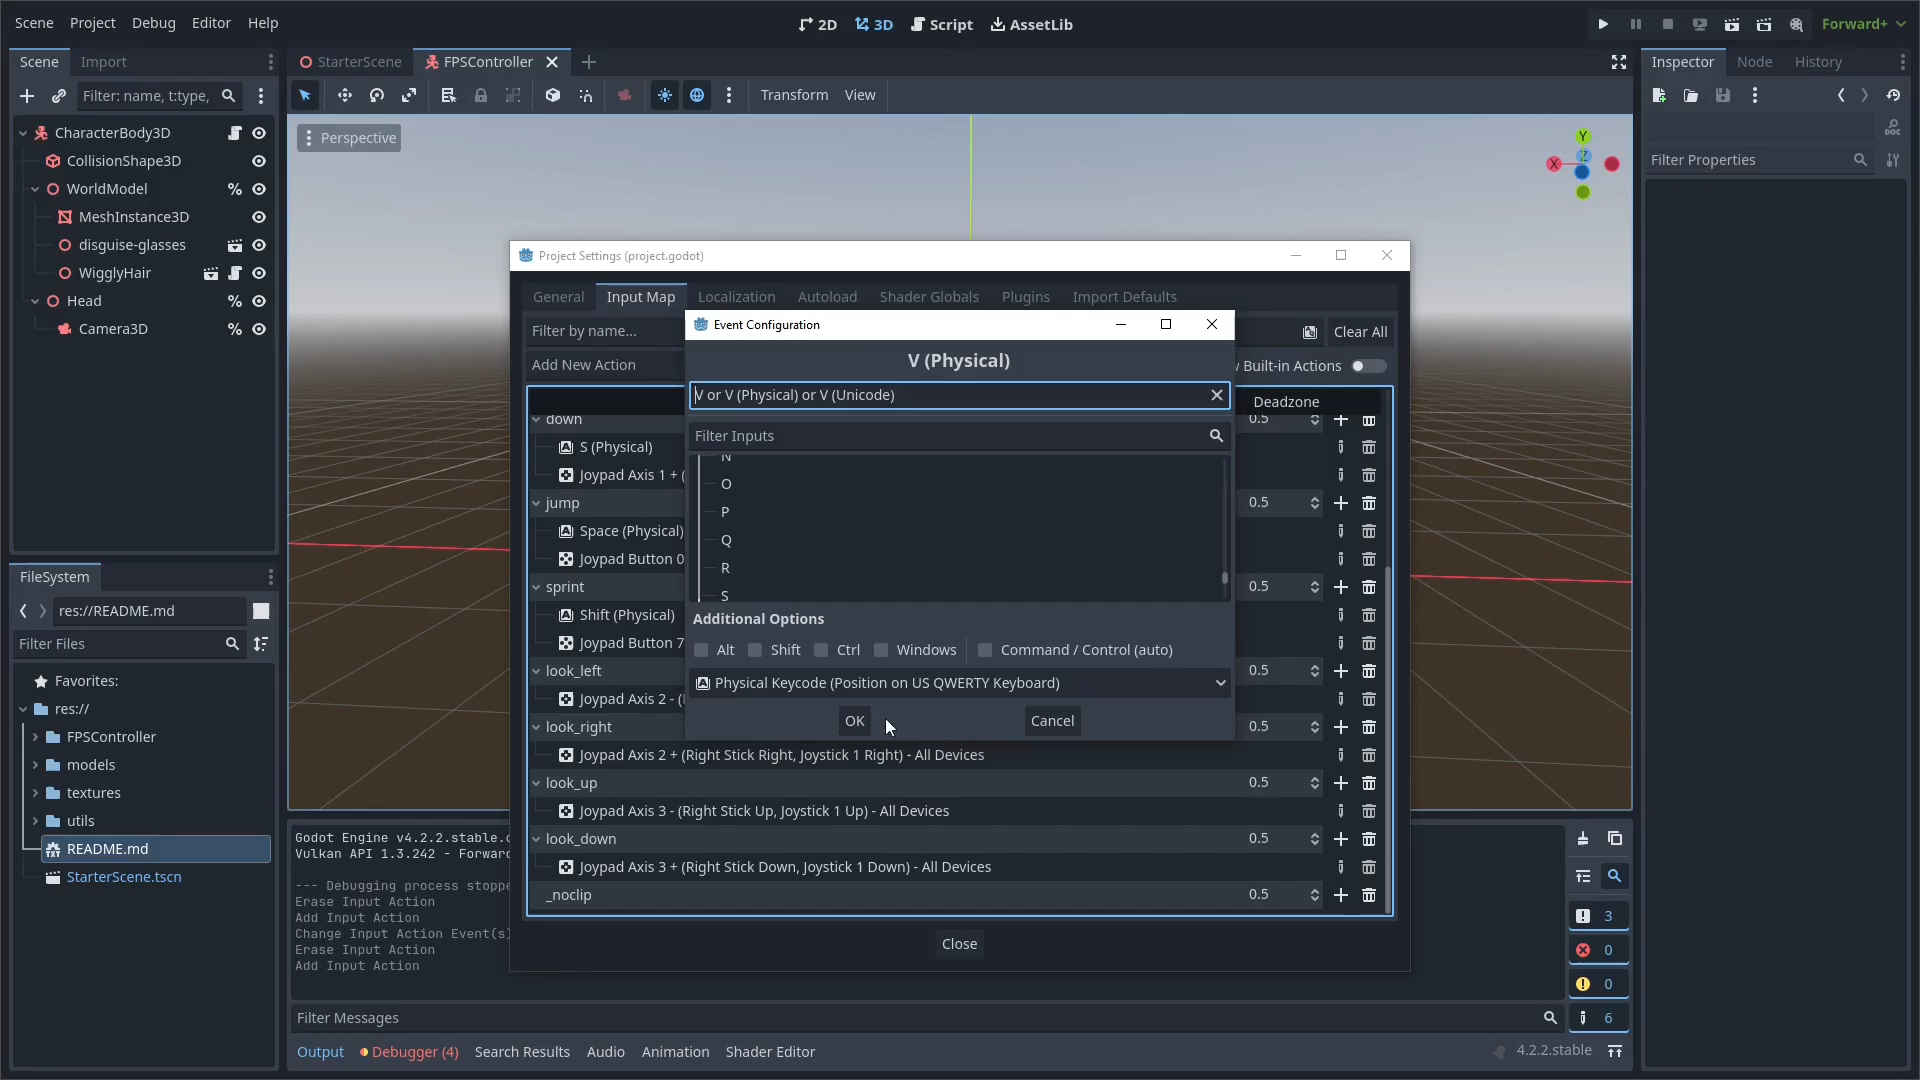 Scene Project Debug Editor Help
2D 3D Script AssetLib
Forward+
Scene Import
StarterScene FPSController
Inspector Node History
Filter: name, t:type,
Transform View
Perspective
Y
X Z
Filter Properties
CharacterBody3D
CollisionShape3D
WorldModel
MeshInstance3D
disguise-glasses
WigglyHair
Head
Camera3D
FileSystem
res://README.md
Filter Files
Favorites:
res://
FPSController
models
textures
utils
README.md
StarterScene.tscn
Project Settings (project.godot)
General Input Map Localization Autoload Shader Globals Plugins Import Defaults
Filter by name...
Clear All
Add New Action
Built-in Actions
Deadzone
down 0.5
S (Physical)
Joypad Axis 1 + (
jump 0.5
Space (Physical)
Joypad Button 0
sprint 0.5
Shift (Physical)
Joypad Button 7
look_left 0.5
Joypad Axis 2 - (
look_right 0.5
Joypad Axis 2 + (Right Stick Right, Joystick 1 Right) - All Devices
look_up 0.5
Joypad Axis 3 - (Right Stick Up, Joystick 1 Up) - All Devices
look_down 0.5
Joypad Axis 3 + (Right Stick Down, Joystick 1 Down) - All Devices
_noclip 0.5
Close
Event Configuration
V (Physical)
V or V (Physical) or V (Unicode)
Filter Inputs
N
O
P
Q
R
S
Additional Options
Alt Shift Ctrl Windows Command / Control (auto)
Physical Keycode (Position on US QWERTY Keyboard)
OK Cancel
Godot Engine v4.2.2.stable.
Vulkan API 1.3.242 - Forward
--- Debugging process stopp
Erase Input Action
Add Input Action
Change Input Action Event(s)
Erase Input Action
Add Input Action
3
0
0
6
Filter Messages
Output Debugger (4) Search Results Audio Animation Shader Editor
4.2.2.stable